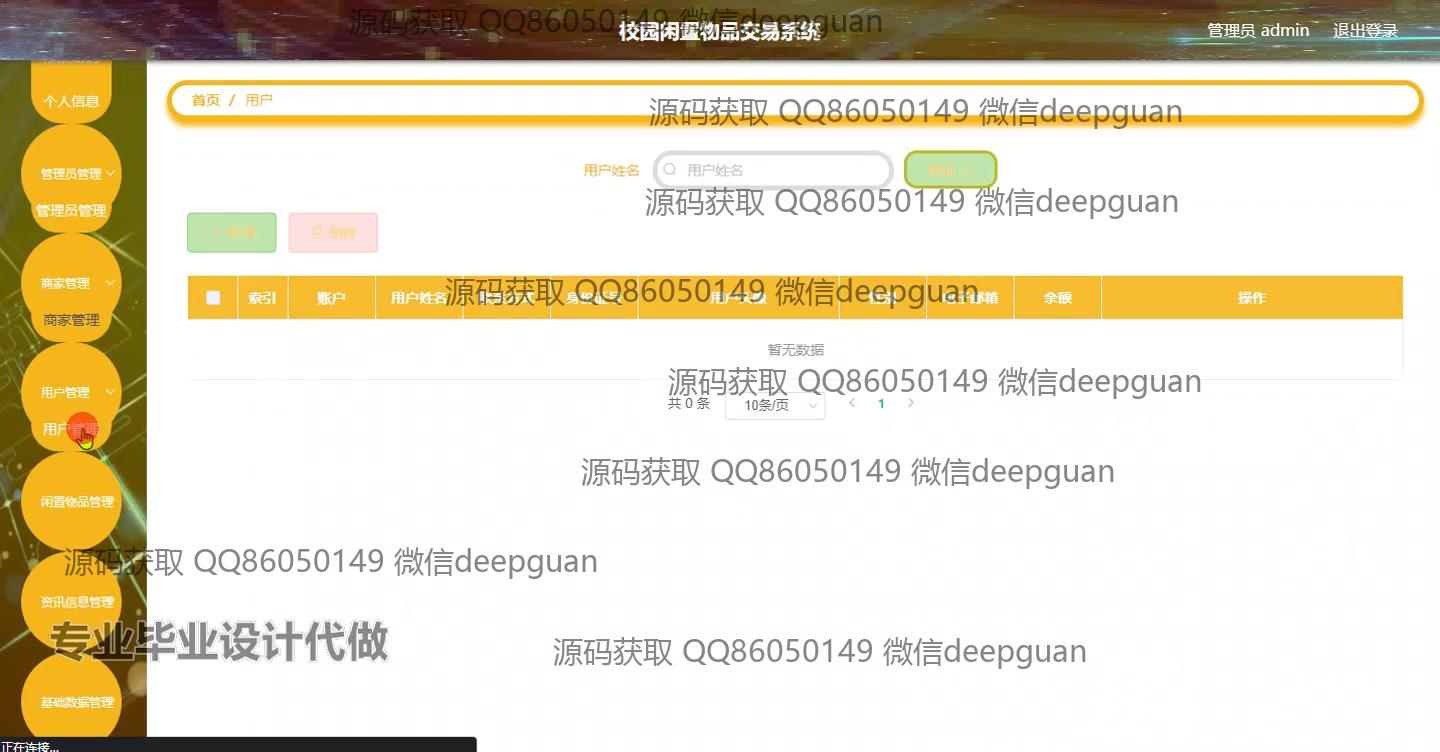 源码获取 QQ86050149 微信deepguan
校园闲置物品交易系统
管理员 admin
退出登录
个人信息
首页 / 用户
源码获取 QQ86050149 微信deepguan
管理员管理
用户姓名
用户姓名
管理员管理
源码获取 QQ86050149 微信deepguan
删除
商家管理
索引
账户
用户姓名
源码获取 QQ86050149 微信deepguan
余额
操作
商家管理
暂无数据
源码获取 QQ86050149 微信deepguan
用户管理
共 0 条
10条/页
1
用户管理
源码获取 QQ86050149 微信deepguan
闲置物品管理
源码获取 QQ86050149 微信deepguan
资讯信息管理
专业毕业设计代做
源码获取 QQ86050149 微信deepguan
基础数据管理
正在连接...